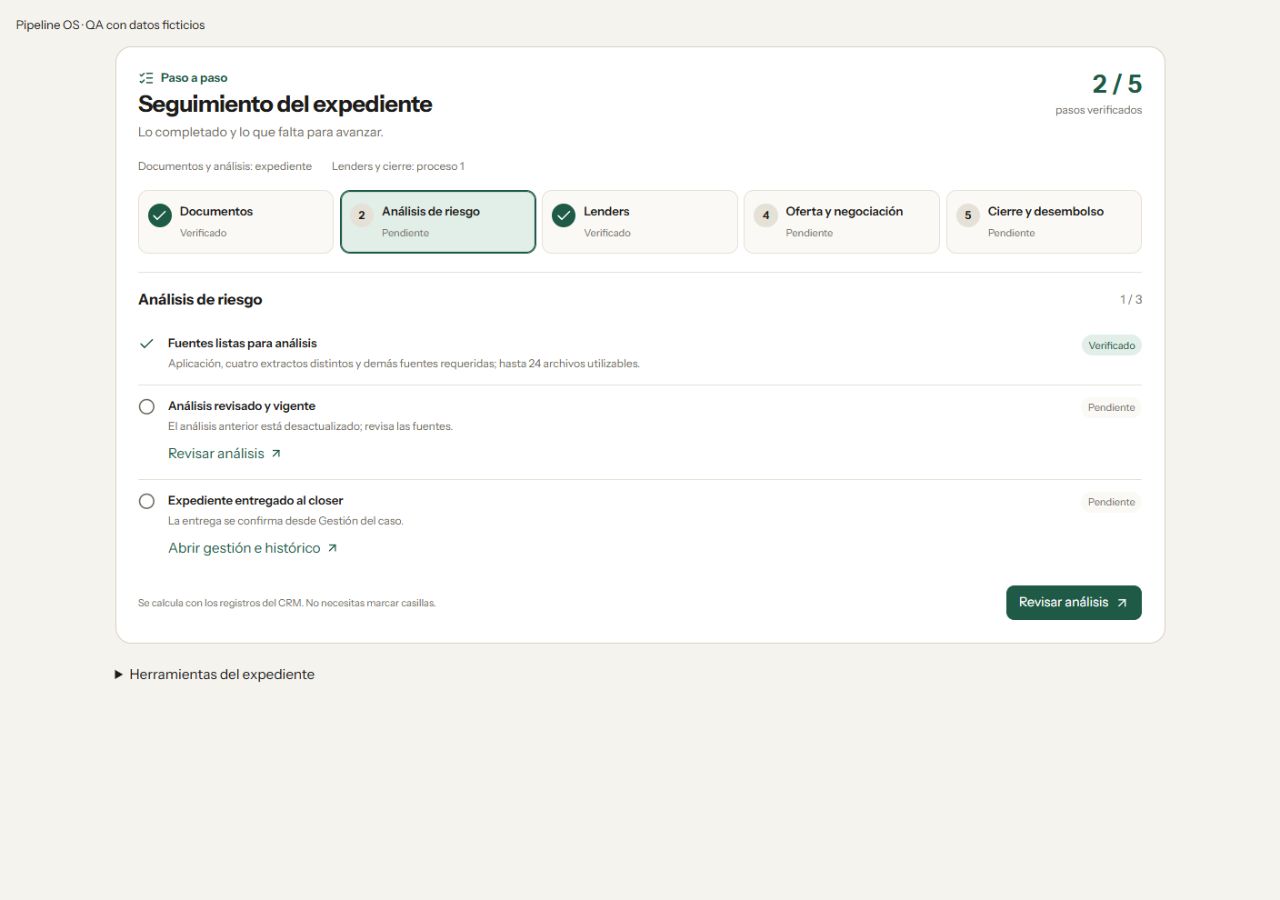 Pipeline OS · QA con datos ficticios
Paso a paso
Seguimiento del expediente
Lo completado y lo que falta para avanzar.
2 / 5
pasos verificados
Documentos y análisis: expediente
Lenders y cierre: proceso 1
Documentos
Verificado
2
Análisis de riesgo
Pendiente
Lenders
Verificado
4
Oferta y negociación
Pendiente
5
Cierre y desembolso
Pendiente
Análisis de riesgo
1 / 3
Fuentes listas para análisis
Verificado
Aplicación, cuatro extractos distintos y demás fuentes requeridas; hasta 24 archivos utilizables.
Análisis revisado y vigente
Pendiente
El análisis anterior está desactualizado; revisa las fuentes.
Revisar análisis
Expediente entregado al closer
Pendiente
La entrega se confirma desde Gestión del caso.
Abrir gestión e histórico
Se calcula con los registros del CRM. No necesitas marcar casillas.
Revisar análisis
Herramientas del expediente